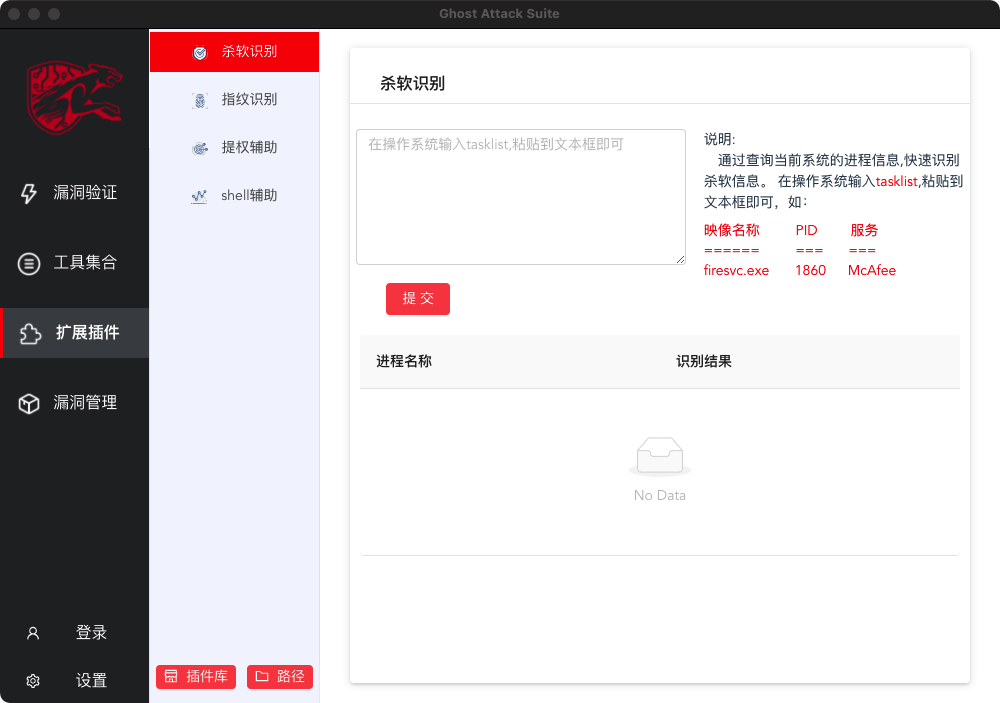 Ghost Attack Suite
漏洞验证
工具集合
扩展插件
漏洞管理
登录
设置
杀软识别
指纹识别
提权辅助
shell辅助
插件库 路径
杀软识别
在操作系统输入tasklist,粘贴到文本框即可
提 交
说明:
通过查询当前系统的进程信息,快速识别
杀软信息。 在操作系统输入tasklist,粘贴到
文本框即可，如：
映像名称 PID 服务
====== === ===
firesvc.exe 1860 McAfee
进程名称 识别结果
No Data